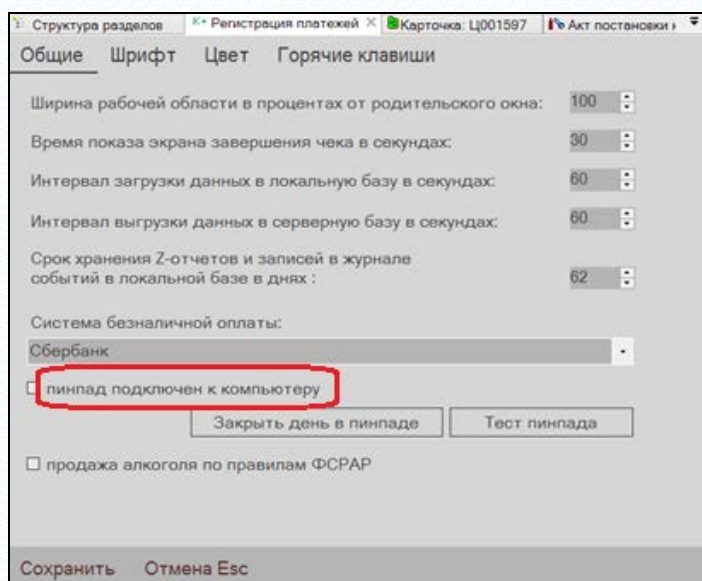 Структура разделов К+ Регистрация платежей Карточка: Ц001597 Акт постановки
Общие Шрифт Цвет Горячие клавиши
Ширина рабочей области в процентах от родительского окна: 100
Время показа экрана завершения чека в секундах: 30
Интервал загрузки данных в локальную базу в секундах: 60
Интервал выгрузки данных в серверную базу в секундах: 60
Срок хранения Z-отчетов и записей в журнале
событий в локальной базе в днях : 62
Система безналичной оплаты:
Сбербанк
пинпад подключен к компьютеру
Закрыть день в пинпаде Тест пинпада
продажа алкоголя по правилам ФСРАР
Сохранить Отмена Esc